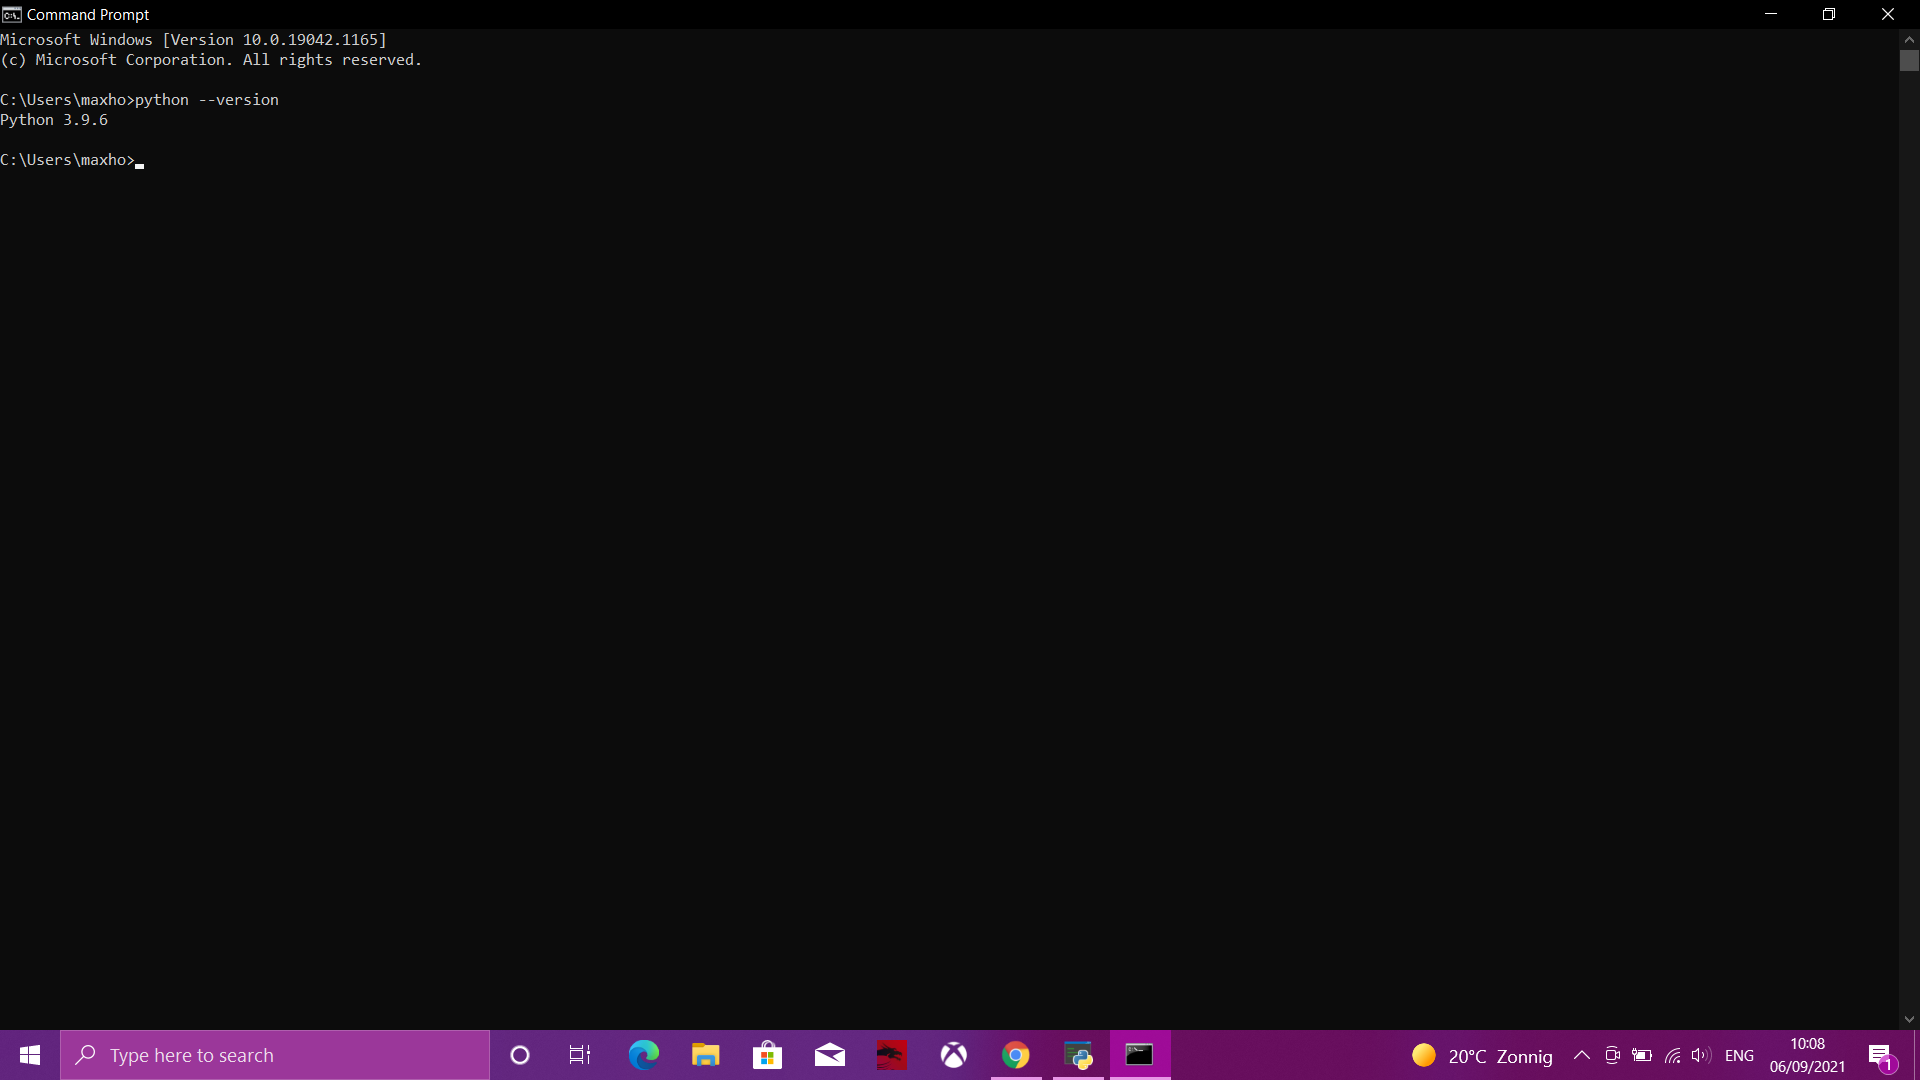 Command Prompt
Microsoft Windows [Version 10.0.19042.1165]
(c) Microsoft Corporation. All rights reserved.
C:\Users\maxho>python --version
Python 3.9.6
C:\Users\maxho>
Type here to search
20°C Zonnig
ENG
10:08
06/09/2021
1